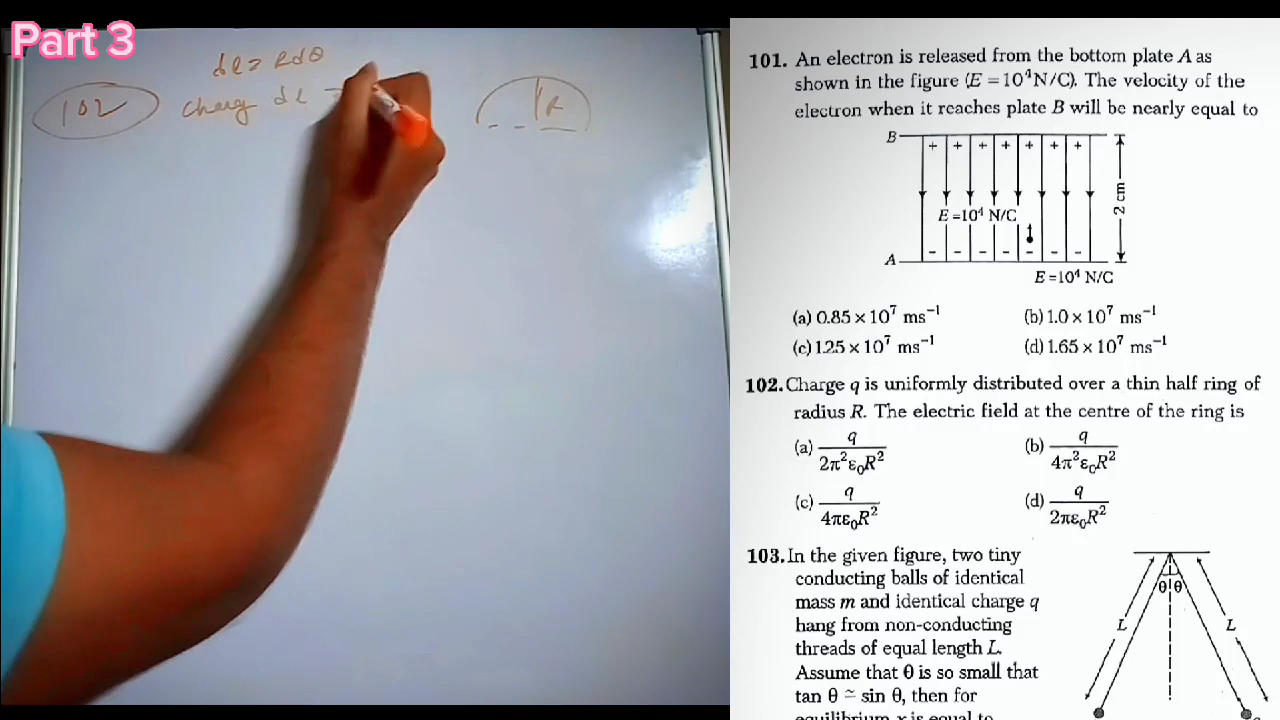 Part 3
dl = R dθ
102 charg dl =
R
101. An electron is released from the bottom plate A as
shown in the figure (E = 10⁴ N/C). The velocity of the
electron when it reaches plate B will be nearly equal to
B + + + + + + +
2 cm
E = 10⁴ N/C
A - - - - - - -
E = 10⁴ N/C
(a) 0.85 × 10⁷ ms⁻¹ (b) 1.0 × 10⁷ ms⁻¹
(c) 1.25 × 10⁷ ms⁻¹ (d) 1.65 × 10⁷ ms⁻¹
102. Charge q is uniformly distributed over a thin half ring of
radius R. The electric field at the centre of the ring is
(a) q/2π²ε₀R² (b) q/4π²ε₀R²
(c) q/4πε₀R² (d) q/2πε₀R²
103. In the given figure, two tiny
conducting balls of identical
mass m and identical charge q
hang from non-conducting
threads of equal length L.
Assume that θ is so small that
tan θ ≃ sin θ, then for
equilibrium x is equal to
θ θ
L L